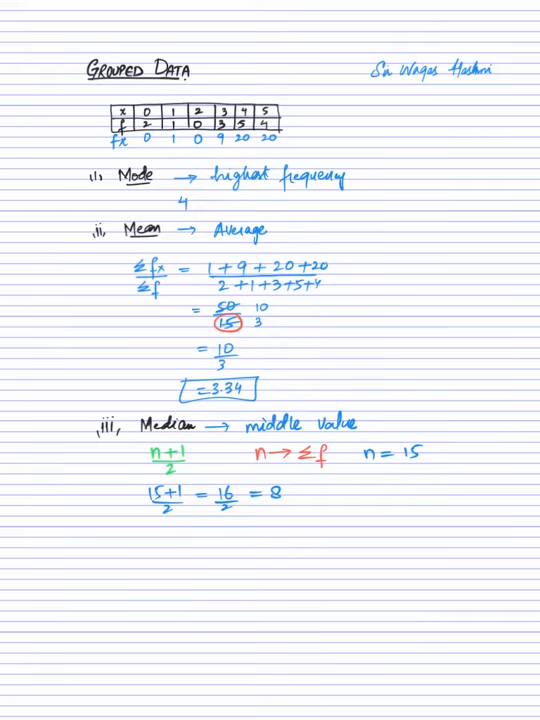 GROUPED DATA Sir Waqas Hashmi
x 0 1 2 3 4 5
f 2 1 0 3 5 4
fx 0 1 0 9 20 20
(i), Mode → highest frequency
4
,ii, Mean → Average
Σfx/Σf = 1+9+20+20/2+1+3+5+4
= 50/15 10/3
= 10/3
=3.34
,iii, Median → middle value
n+1/2 n → Σf n = 15
15+1/2 = 16/2 = 8